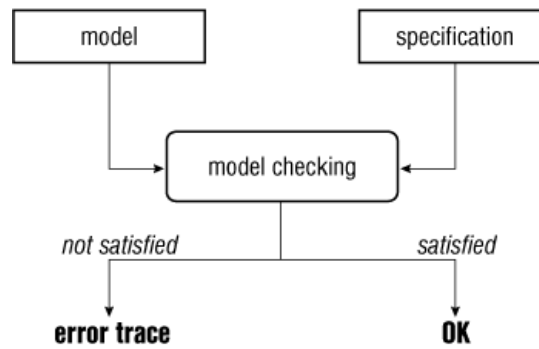 model
specification
model checking
not satisfied
satisfied
error trace
OK